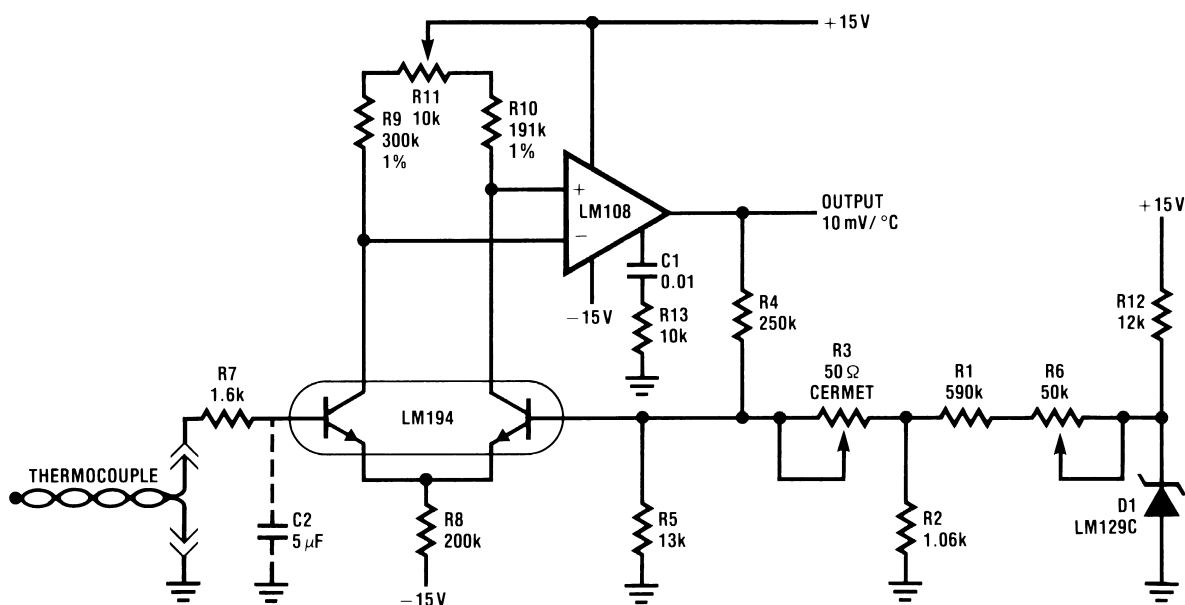 +15V
R11
10k
R9
300k
1%
R10
191k
1%
+
−
LM108
−15V
OUTPUT
10 mV/°C
C1
0.01
R13
10k
R4
250k
+15V
R12
12k
R7
1.6k
LM194
R3
50 Ω
CERMET
R1
590k
R6
50k
THERMOCOUPLE
C2
5 µF
R8
200k
−15V
R5
13k
R2
1.06k
D1
LM129C